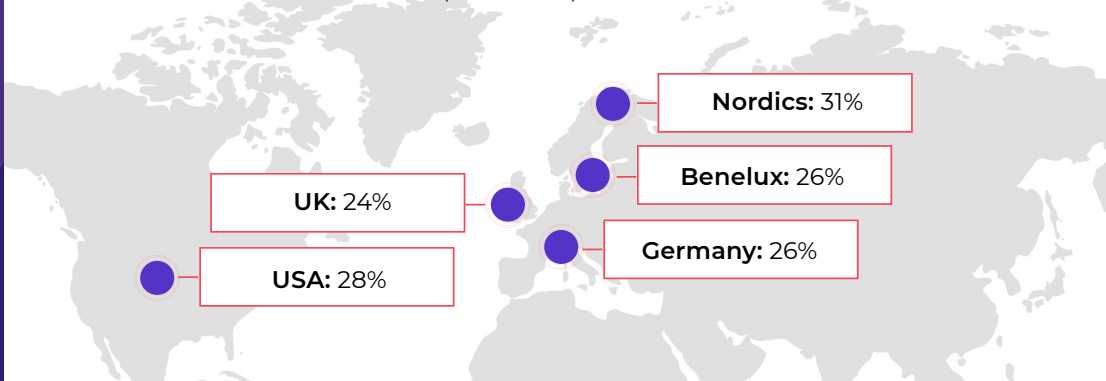 Nordics: 31%
Benelux: 26%
UK: 24%
Germany: 26%
USA: 28%